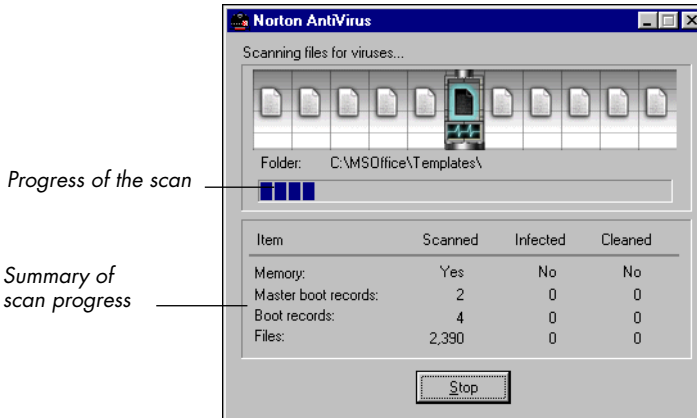 Norton AntiVirus
Scanning files for viruses...
Folder: C:\MSOffice\Templates\
Progress of the scan
Item Scanned Infected Cleaned
Memory: Yes No No
Master boot records: 2 0 0
Boot records: 4 0 0
Files: 2,390 0 0
Summary of
scan progress
Stop